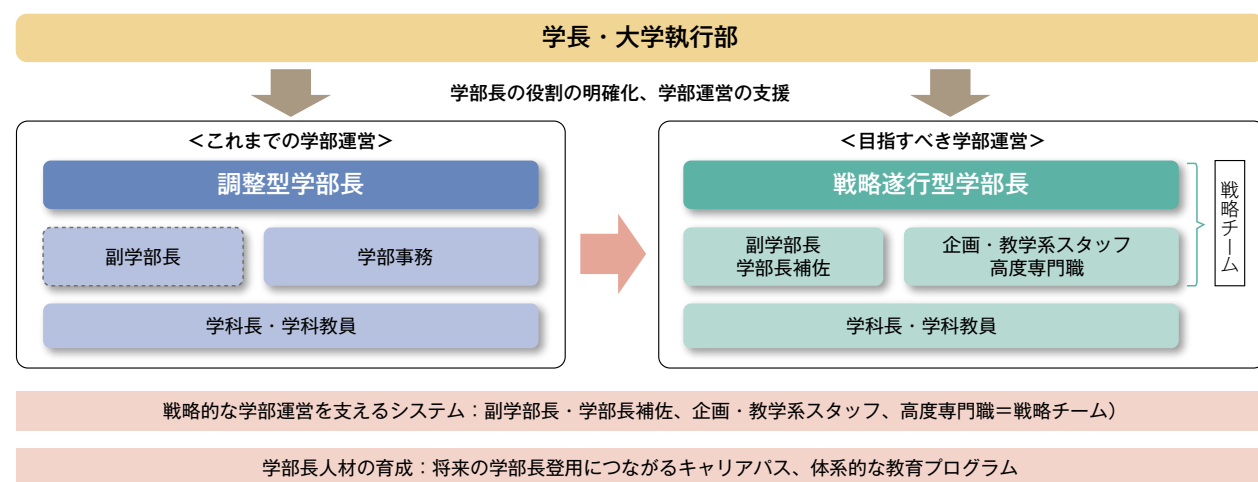 学長・大学執行部
学部長の役割の明確化、学部運営の支援
＜これまでの学部運営＞
調整型学部長
副学部長
学部事務
学科長・学科教員
＜目指すべき学部運営＞
戦略遂行型学部長
副学部長
学部長補佐
企画・教学系スタッフ
高度専門職
学科長・学科教員
戦略チーム
戦略的な学部運営を支えるシステム：副学部長・学部長補佐、企画・教学系スタッフ、高度専門職＝戦略チーム）
学部長人材の育成：将来の学部長登用につながるキャリアパス、体系的な教育プログラム